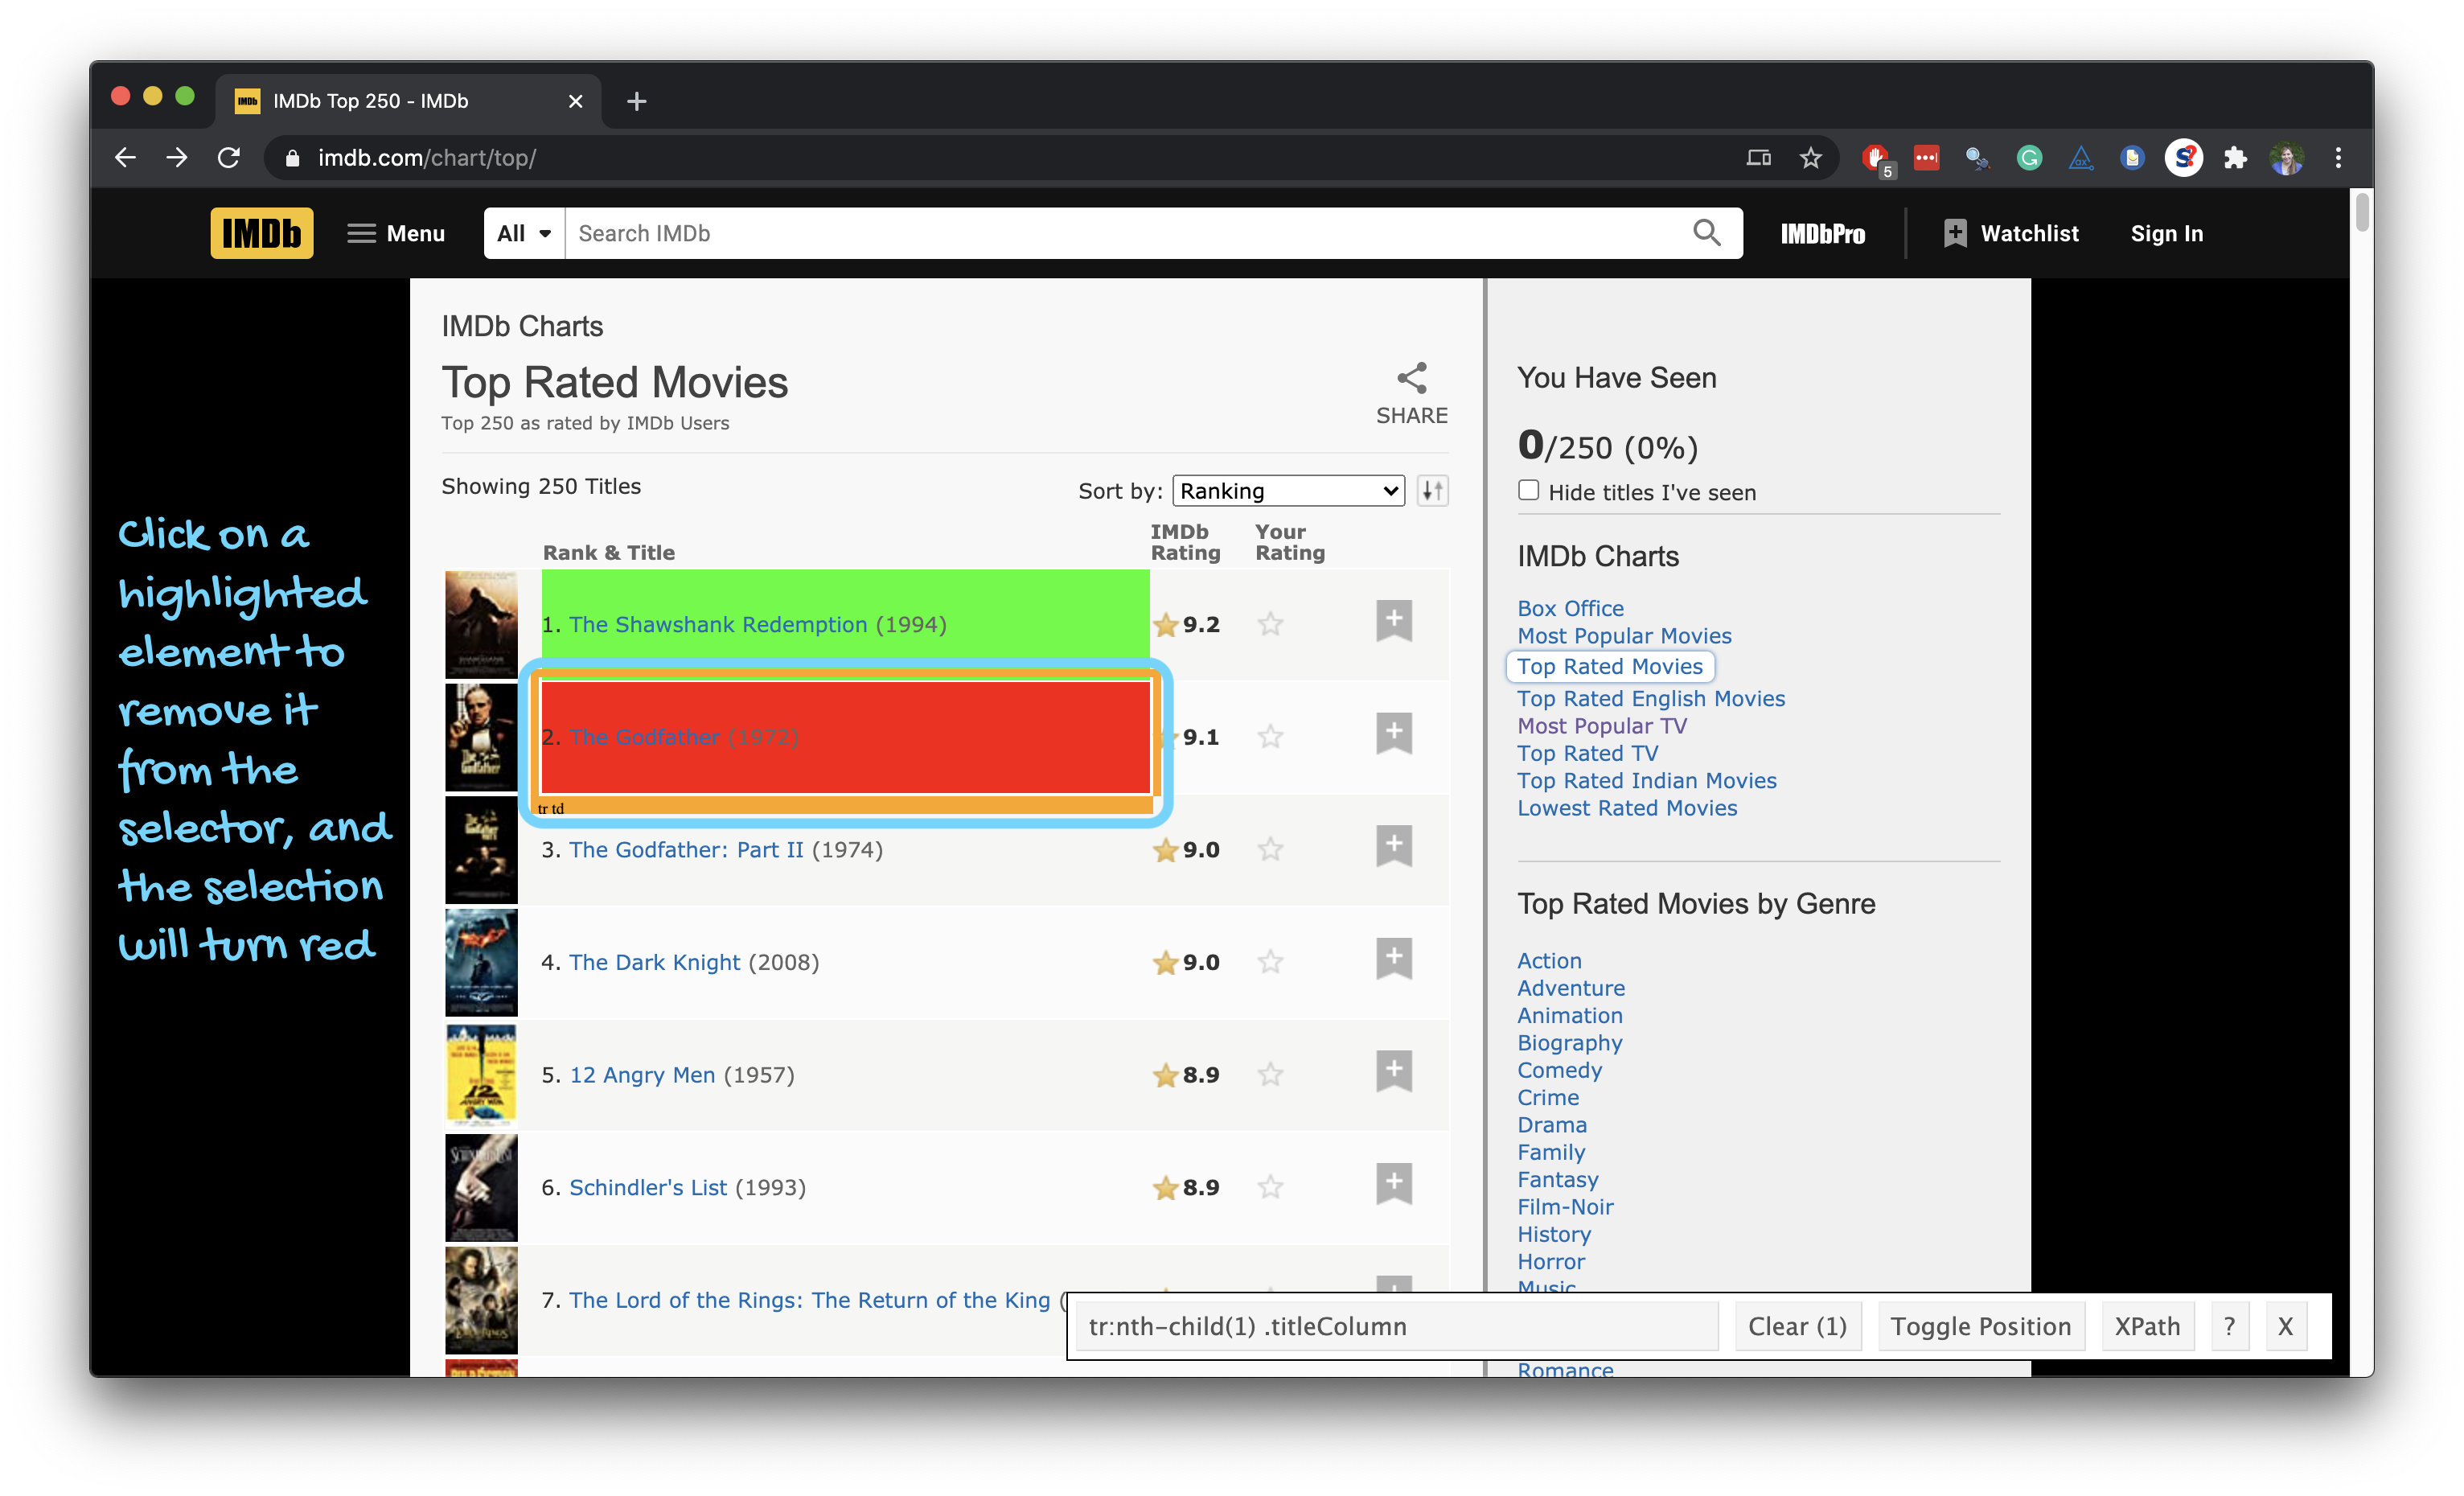 IMDb Top 250 - IMDb
imdb.com/chart/top/
5
IMDb Menu All Search IMDb IMDbPro Watchlist Sign In
IMDb Charts
Top Rated Movies
Top 250 as rated by IMDb Users
SHARE
Showing 250 Titles
Sort by: Ranking
Rank & Title
IMDb Rating
Your Rating
1. The Shawshank Redemption (1994) 9.2
2. The Godfather (1972) 9.1
tr td
3. The Godfather: Part II (1974) 9.0
4. The Dark Knight (2008) 9.0
5. 12 Angry Men (1957) 8.9
6. Schindler's List (1993) 8.9
7. The Lord of the Rings: The Return of the King (
Click on a
highlighted
element to
remove it
from the
selector, and
the selection
will turn red
You Have Seen
0/250 (0%)
Hide titles I've seen
IMDb Charts
Box Office
Most Popular Movies
Top Rated Movies
Top Rated English Movies
Most Popular TV
Top Rated TV
Top Rated Indian Movies
Lowest Rated Movies
Top Rated Movies by Genre
Action
Adventure
Animation
Biography
Comedy
Crime
Drama
Family
Fantasy
Film-Noir
History
Horror
Music
Romance
tr:nth-child(1) .titleColumn Clear (1) Toggle Position XPath ? X